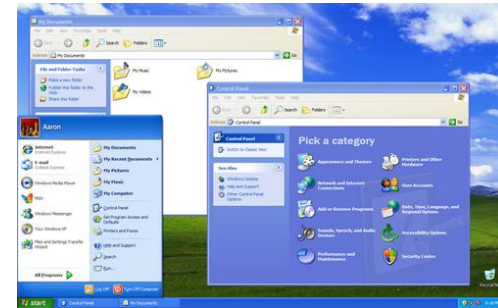 My Documents
File Edit View Favorites Tools Help
Back
Search Folders
Address My Documents Go
File and Folder Tasks
Make a new folder
Publish this folder to the
Web
Share this folder
My Music
My Pictures
My Videos
Control Panel
File Edit View Favorites Tools Help
Back
Search Folders
Address Control Panel Go
Control Panel
Switch to Classic View
See Also
Windows Update
Help and Support
Other Control Panel
Options
Pick a category
Appearance and Themes
Printers and Other
Hardware
Network and Internet
Connections
User Accounts
Add or Remove Programs
Date, Time, Language, and
Regional Options
Sounds, Speech, and Audio
Devices
Accessibility Options
Performance and
Maintenance
Security Center
Aaron
Internet
Internet Explorer
E-mail
Outlook Express
Windows Media Player
MSN
Windows Messenger
Tour Windows XP
Files and Settings Transfer
Wizard
All Programs
My Documents
My Recent Documents
My Pictures
My Music
My Computer
Control Panel
Set Program Access and
Defaults
Printers and Faxes
Help and Support
Search
Run...
Log Off Turn Off Computer
Recycle Bin
start
Control Panel
My Documents